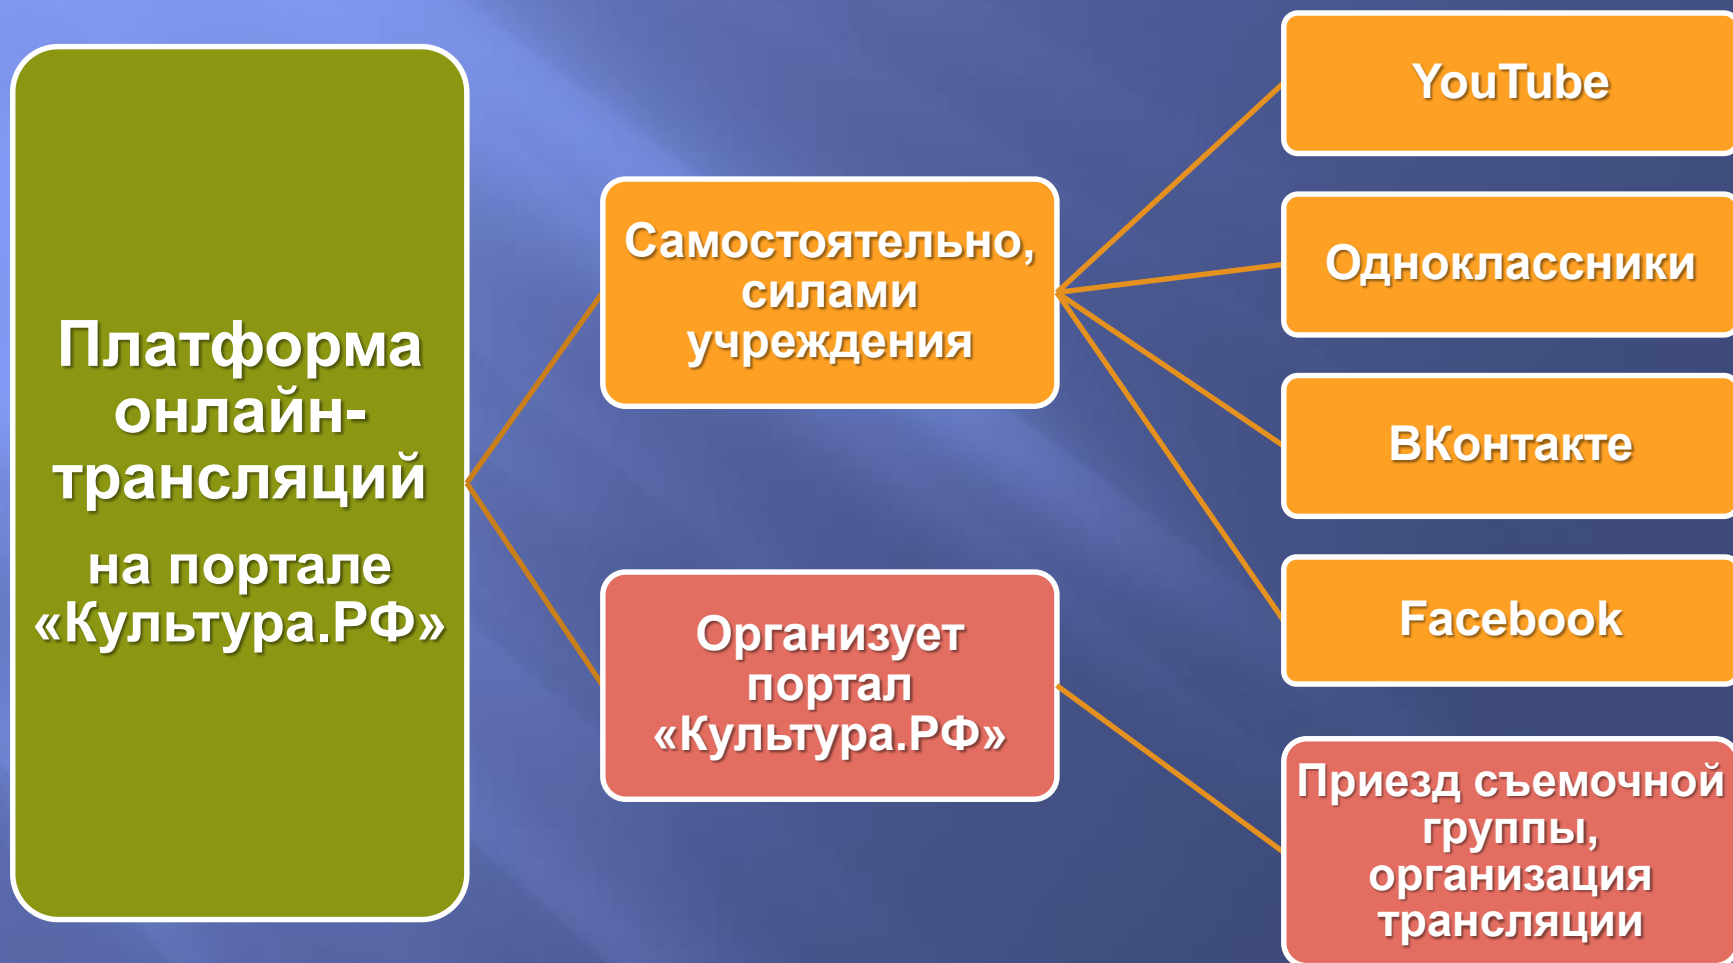 Платформа
онлайн-
трансляций
на портале
«Культура.РФ»
Самостоятельно,
силами
учреждения
Организует
портал
«Культура.РФ»
YouTube
Одноклассники
ВКонтакте
Facebook
Приезд съемочной
группы,
организация
трансляции